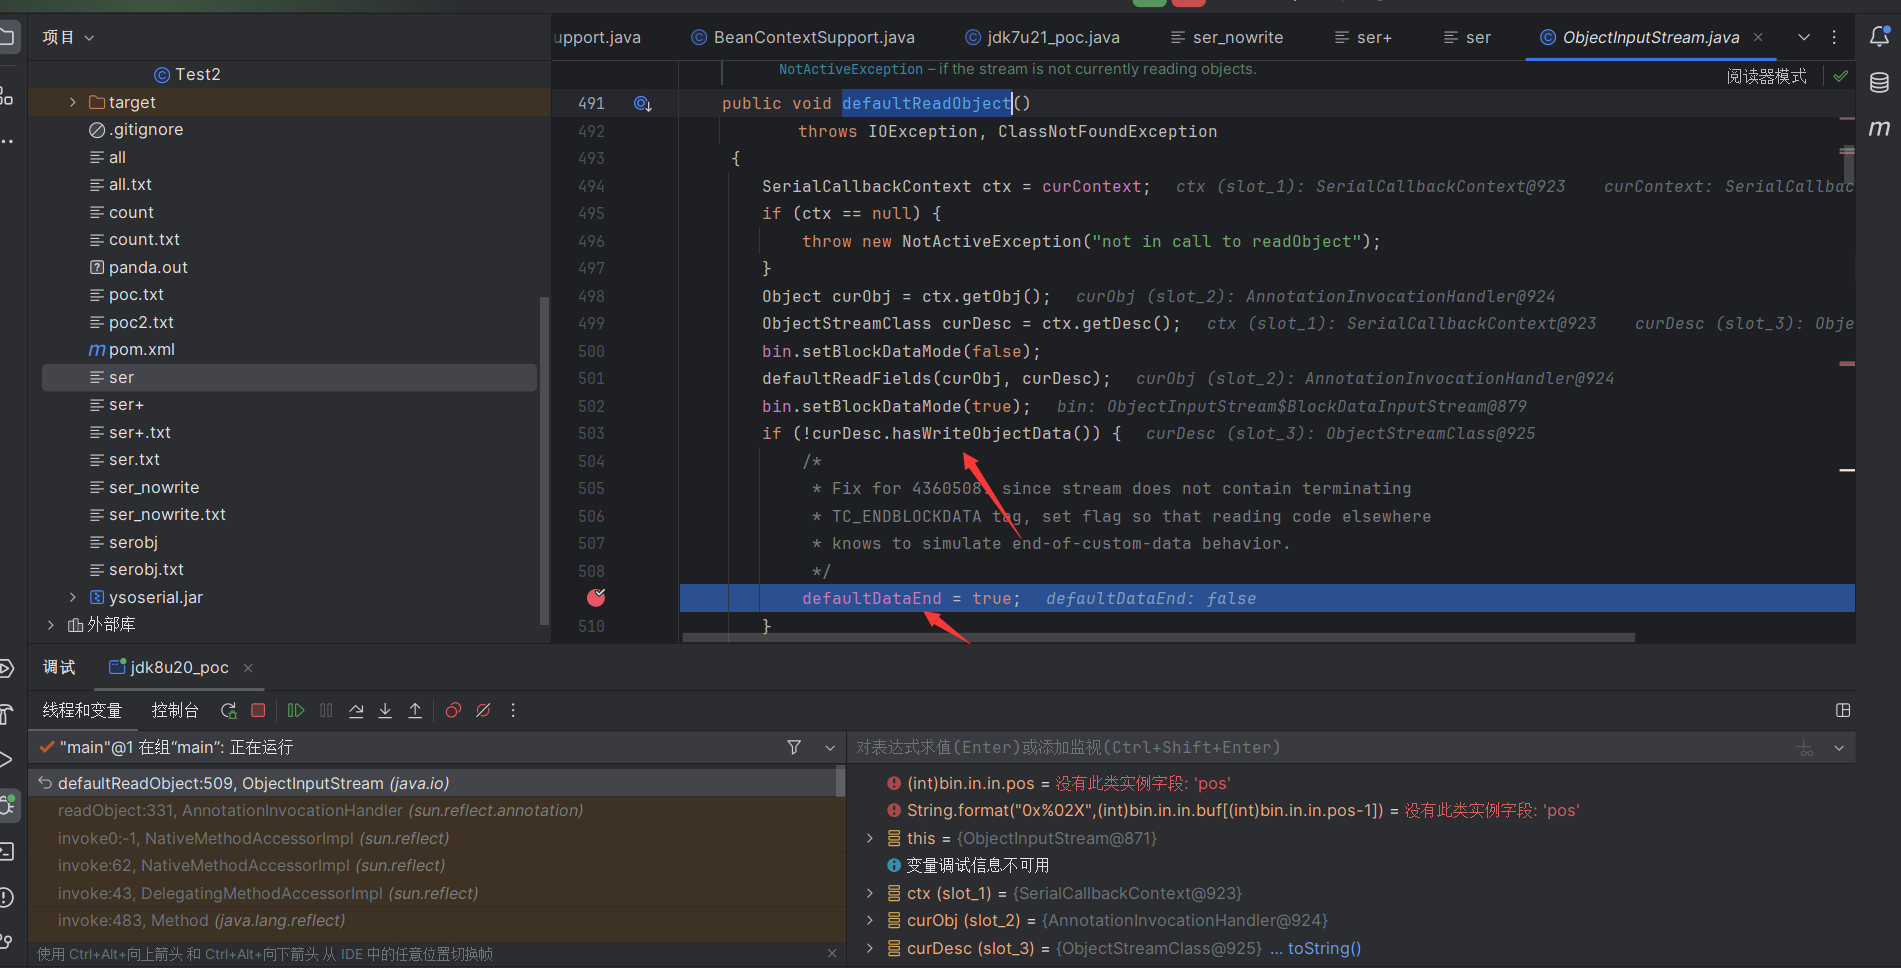 项目
upport.java
BeanContextSupport.java
jdk7u21_poc.java
ser_nowrite
ser+
ser
ObjectInputStream.java
Test2
target
.gitignore
all
all.txt
count
count.txt
panda.out
poc.txt
poc2.txt
pom.xml
ser
ser+
ser+.txt
ser.txt
ser_nowrite
ser_nowrite.txt
serobj
serobj.txt
ysoserial.jar
外部库
NotActiveException – if the stream is not currently reading objects.
阅读器模式
491 public void defaultReadObject()
492 throws IOException, ClassNotFoundException
493 {
494 SerialCallbackContext ctx = curContext; ctx (slot_1): SerialCallbackContext@923 curContext: SerialCallbac
495 if (ctx == null) {
496 throw new NotActiveException("not in call to readObject");
497 }
498 Object curObj = ctx.getObj(); curObj (slot_2): AnnotationInvocationHandler@924
499 ObjectStreamClass curDesc = ctx.getDesc(); ctx (slot_1): SerialCallbackContext@923 curDesc (slot_3): Obje
500 bin.setBlockDataMode(false);
501 defaultReadFields(curObj, curDesc); curObj (slot_2): AnnotationInvocationHandler@924
502 bin.setBlockDataMode(true); bin: ObjectInputStream$BlockDataInputStream@879
503 if (!curDesc.hasWriteObjectData()) { curDesc (slot_3): ObjectStreamClass@925
504 /*
505 * Fix for 4360508: since stream does not contain terminating
506 * TC_ENDBLOCKDATA tag, set flag so that reading code elsewhere
507 * knows to simulate end-of-custom-data behavior.
508 */
defaultDataEnd = true; defaultDataEnd: false
510 }
调试
jdk8u20_poc
线程和变量
控制台
"main"@1 在组“main”: 正在运行
defaultReadObject:509, ObjectInputStream (java.io)
readObject:331, AnnotationInvocationHandler (sun.reflect.annotation)
invoke0:-1, NativeMethodAccessorImpl (sun.reflect)
invoke:62, NativeMethodAccessorImpl (sun.reflect)
invoke:43, DelegatingMethodAccessorImpl (sun.reflect)
invoke:483, Method (java.lang.reflect)
使用 Ctrl+Alt+向上箭头 和 Ctrl+Alt+向下箭头 从 IDE 中的任意位置切换帧
对表达式求值(Enter)或添加监视(Ctrl+Shift+Enter)
(int)bin.in.in.pos = 没有此类实例字段: 'pos'
String.format("0x%02X",(int)bin.in.in.buf[(int)bin.in.in.pos-1]) = 没有此类实例字段: 'pos'
this = {ObjectInputStream@871}
变量调试信息不可用
ctx (slot_1) = {SerialCallbackContext@923}
curObj (slot_2) = {AnnotationInvocationHandler@924}
curDesc (slot_3) = {ObjectStreamClass@925} ... toString()